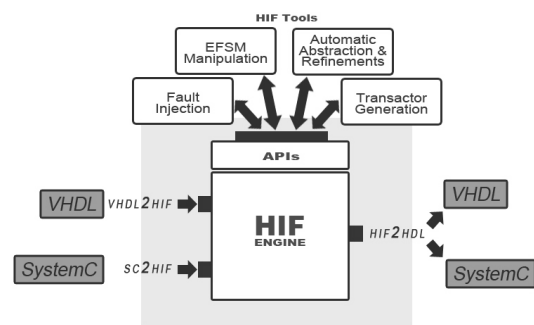 HIF Tools
EFSM
Manipulation
Automatic
Abstraction &
Refinements
Fault
Injection
Transactor
Generation
APIs
VHDL
VHDL2HIF
HIF
ENGINE
HIF2HDL
VHDL
SystemC
SC2HIF
SystemC